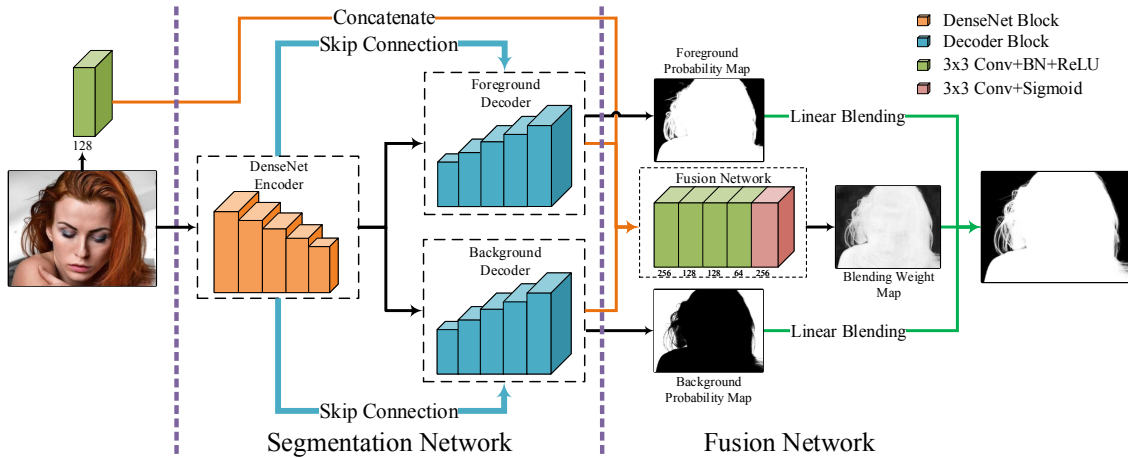 Concatenate
Skip Connection
DenseNet Block
Decoder Block
3x3 Conv+BN+ReLU
3x3 Conv+Sigmoid
128
DenseNet
Encoder
Foreground
Decoder
Background
Decoder
Skip Connection
Segmentation Network
Foreground
Probability Map
Linear Blending
Fusion Network
256 128 128 64 256
Blending Weight
Map
Linear Blending
Background
Probability Map
Fusion Network